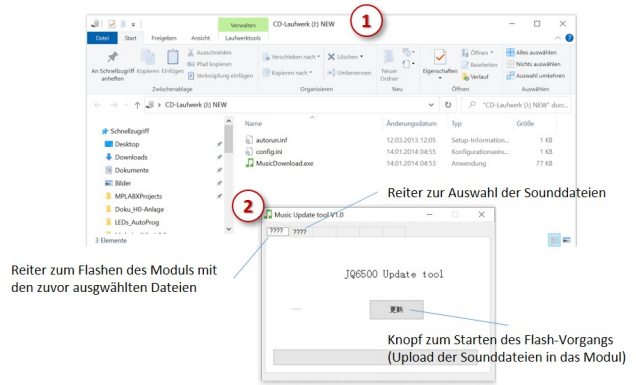 Verwalten
CD-Laufwerk (J:) NEW
1
Datei Start Freigeben Ansicht Laufwerktools
An Schnellzugriff anheften
Kopieren
Einfügen
Ausschneiden
Pfad kopieren
Verknüpfung einfügen
Zwischenablage
Verschieben nach
Kopieren nach
Löschen
Umbenennen
Organisieren
Neuer Ordner
Neu
Eigenschaften
Öffnen
Bearbeiten
Verlauf
Öffnen
Alles auswählen
Nichts auswählen
Auswahl umkehren
Auswählen
CD-Laufwerk (J:) NEW
"CD-Laufwerk (J:) NEW" durc...
Schnellzugriff
Desktop
Downloads
Dokumente
Bilder
MPLABXProjects
Doku_H0-Anlage
LEDs_AutoProg
3 Elemente
Name Änderungsdatum Typ Größe
autorun.inf 12.03.2013 12:05 Setup-Information... 1 KB
config.ini 14.01.2014 04:55 Konfigurationseins... 1 KB
MusicDownload.exe 14.01.2014 04:53 Anwendung 77 KB
Reiter zur Auswahl der Sounddateien
2
Music Update tool V1.0
???? ????
JQ6500 Update tool
更新
Reiter zum Flashen des Moduls mit
den zuvor ausgwählten Dateien
Knopf zum Starten des Flash-Vorgangs
(Upload der Sounddateien in das Modul)